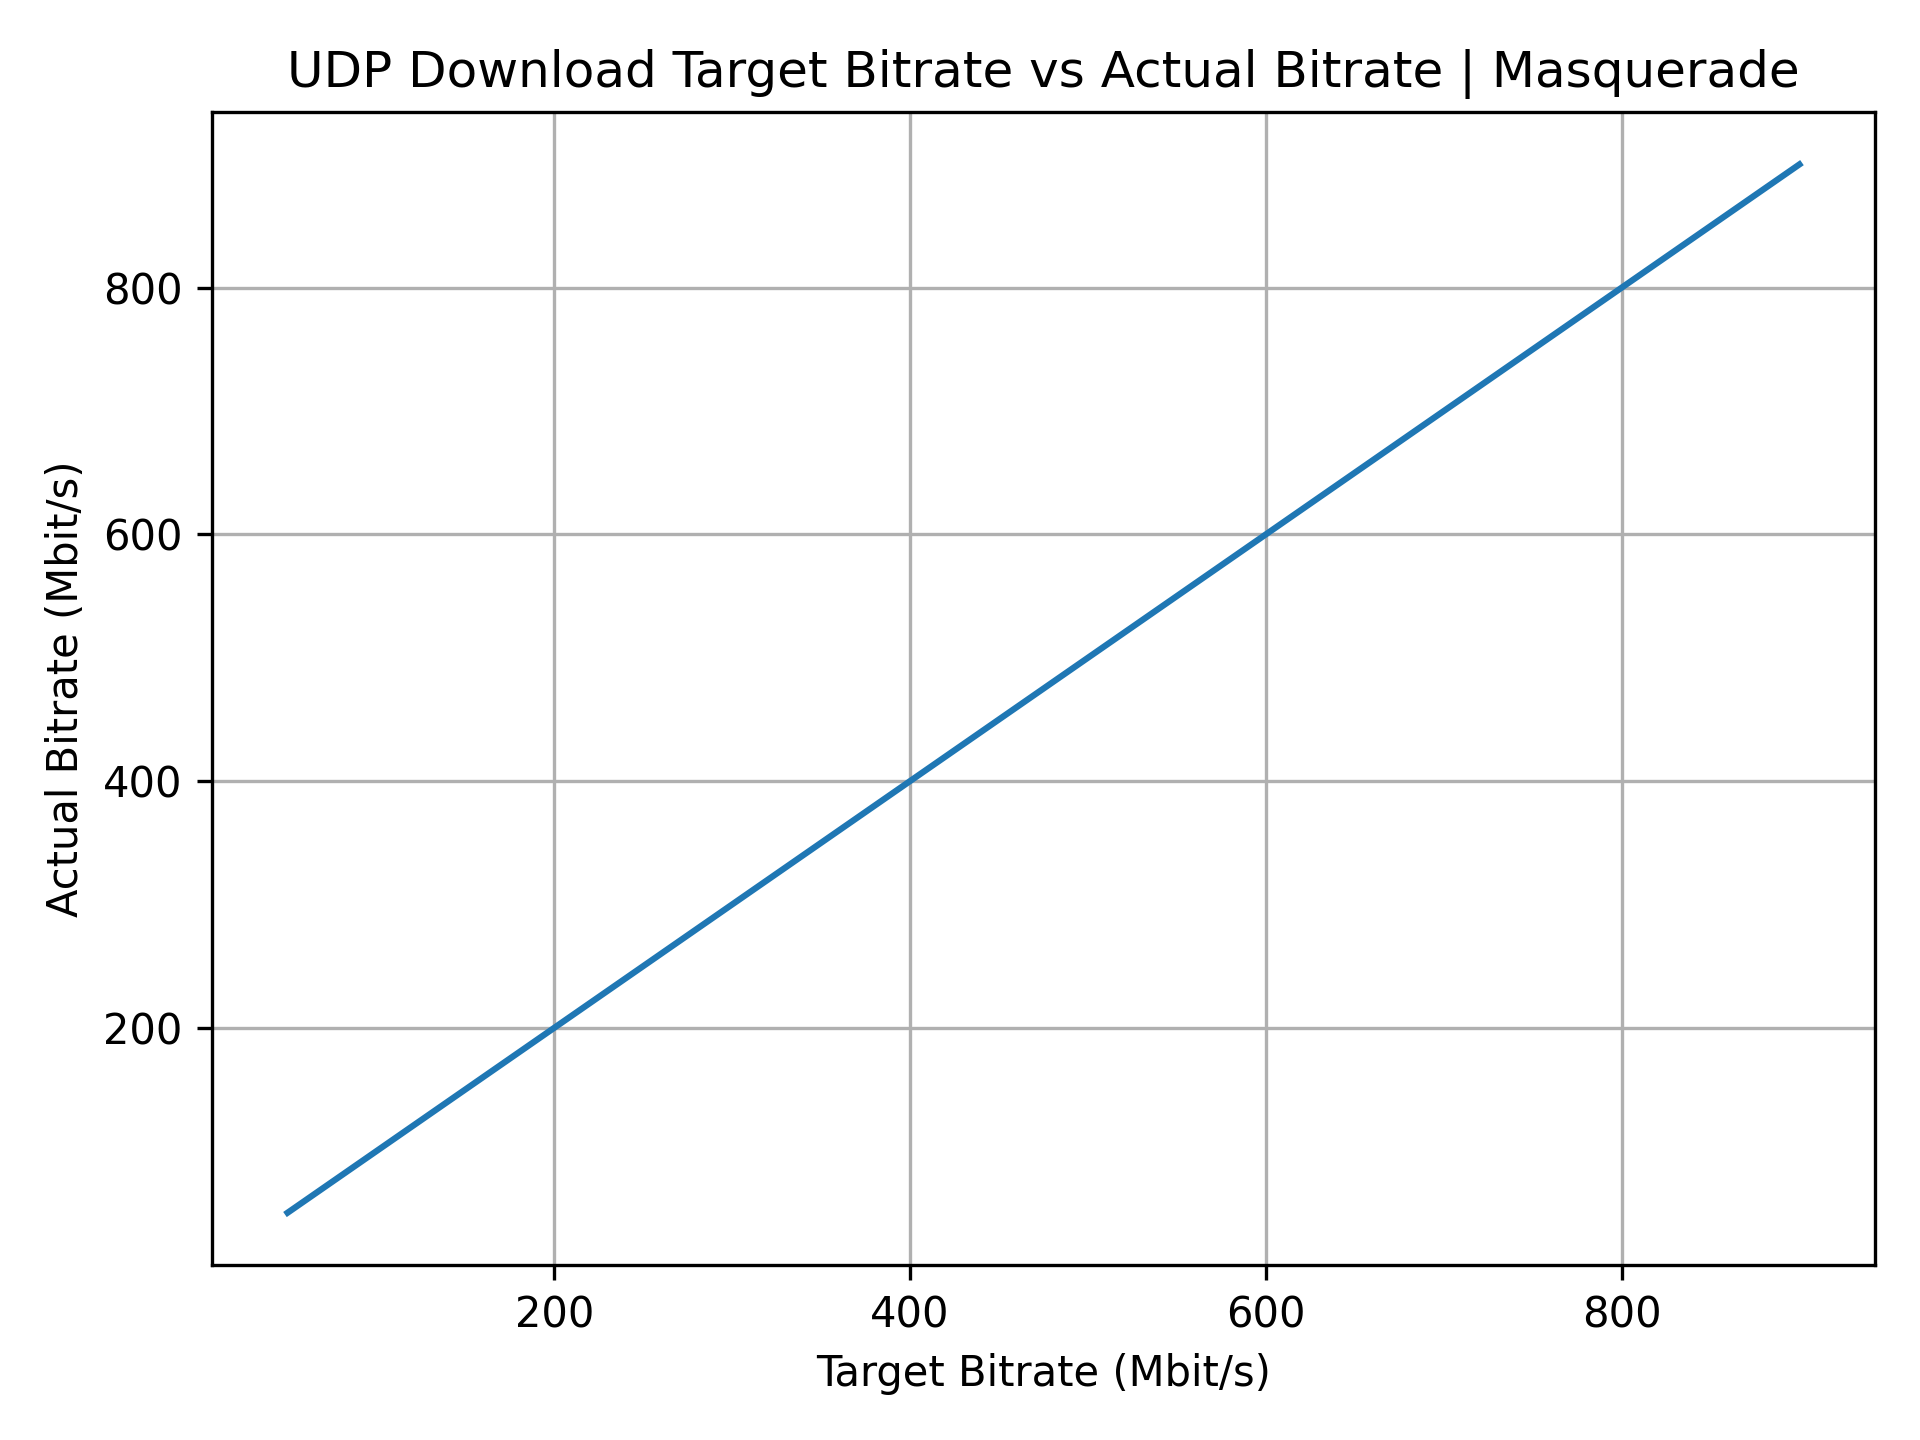 UDP Download Target Bitrate vs Actual Bitrate | Masquerade
Actual Bitrate (Mbit/s)
800
600
400
200
200 400 600 800
Target Bitrate (Mbit/s)